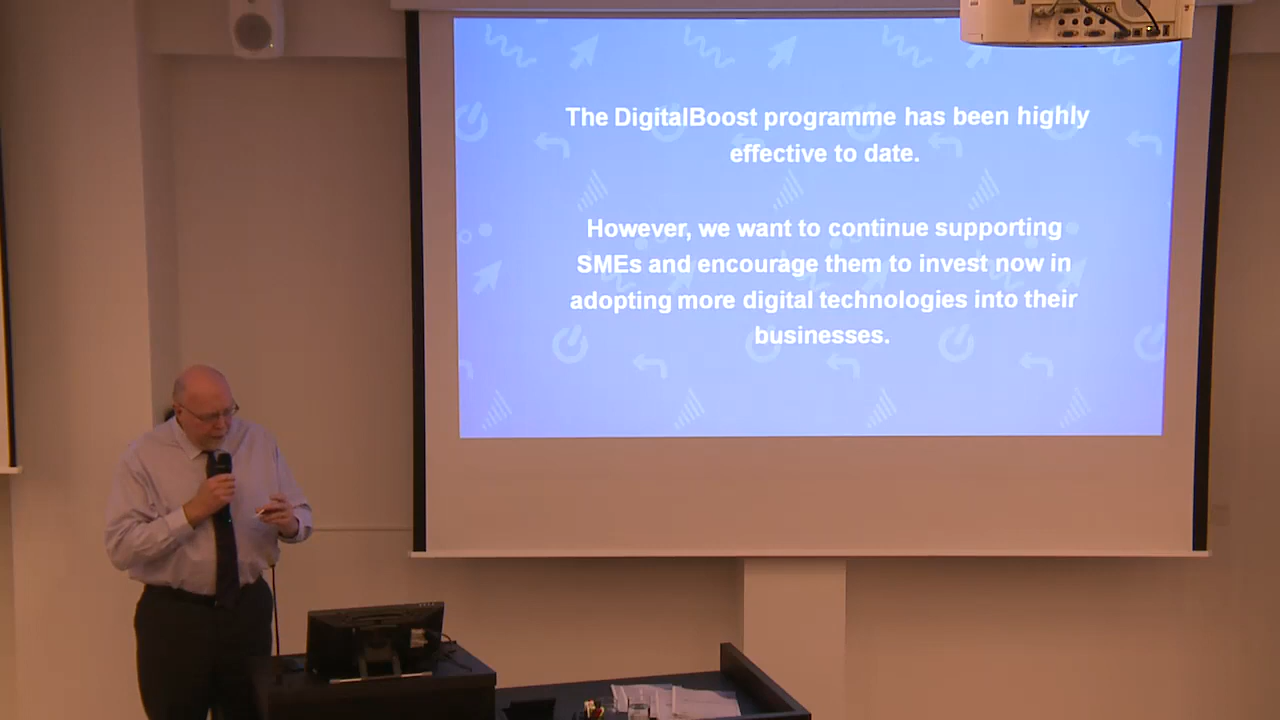 The DigitalBoost programme has been highly
effective to date.
However, we want to continue supporting
SMEs and encourage them to invest now in
adopting more digital technologies into their
businesses.